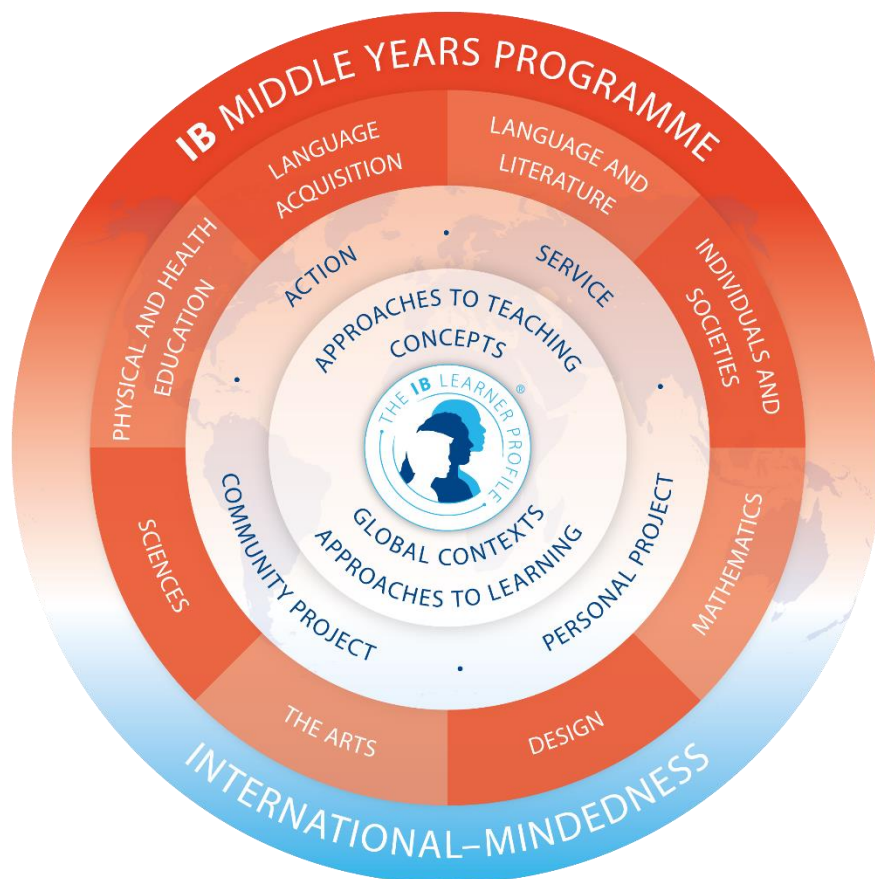 IB MIDDLE YEARS PROGRAMME
LANGUAGE
ACQUISITION
LANGUAGE AND
LITERATURE
INDIVIDUALS AND
SOCIETIES
MATHEMATICS
DESIGN
THE ARTS
SCIENCES
PHYSICAL AND HEALTH
EDUCATION
ACTION
SERVICE
PERSONAL PROJECT
COMMUNITY PROJECT
APPROACHES TO TEACHING
CONCEPTS
THE IB LEARNER PROFILE
®
GLOBAL CONTEXTS
APPROACHES TO LEARNING
INTERNATIONAL–MINDEDNESS